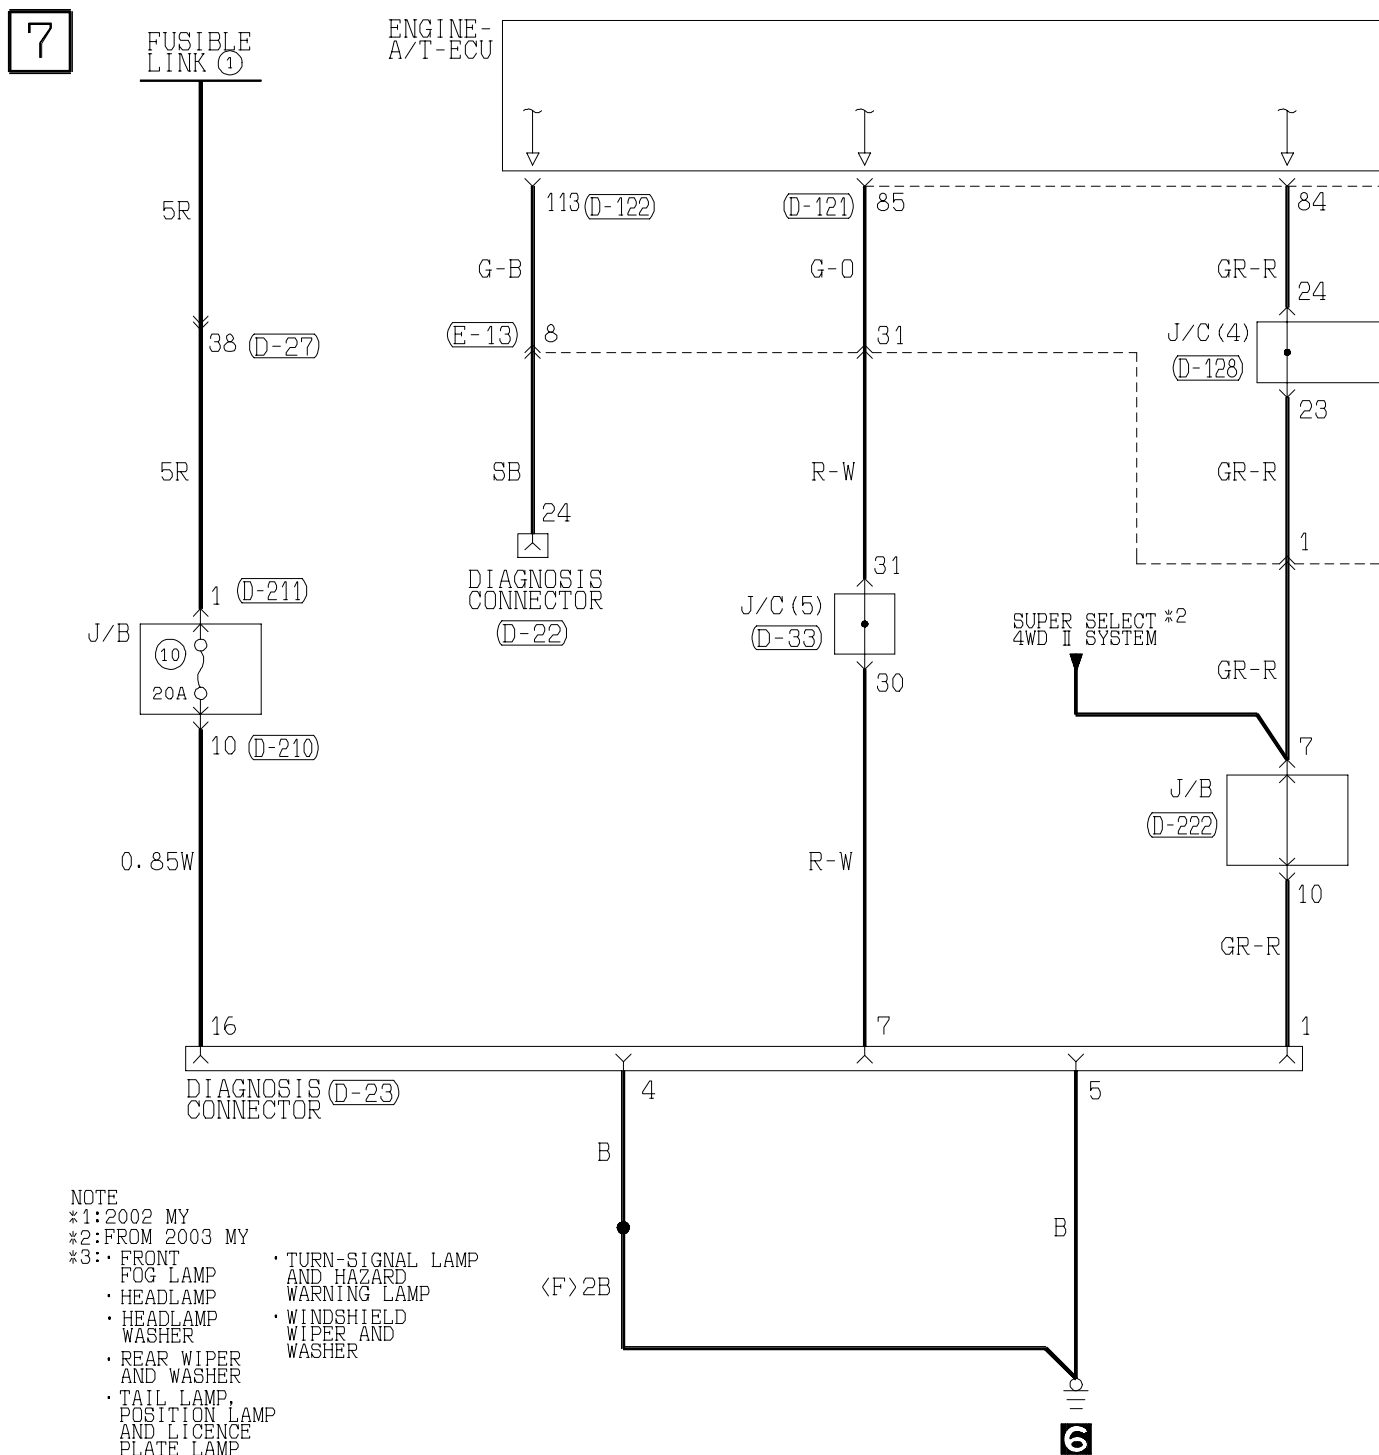 7
FUSIBLE
LINK ①
ENGINE-
A/T-ECU
5R
113 (D-122)
(D-121) 85
84
G-B
G-O
GR-R
24
38 (D-27)
(E-13) 8
31
J/C(4)
(D-128)
23
5R
SB
R-W
GR-R
24
1
1 (D-211)
DIAGNOSIS
CONNECTOR
(D-22)
31
J/C(5)
(D-33)
30
SUPER SELECT *2
4WD Ⅱ SYSTEM
J/B
⑩
20A
GR-R
10 (D-210)
7
J/B
(D-222)
0.85W
R-W
10
GR-R
16
7
1
DIAGNOSIS (D-23)
CONNECTOR
4
5
B
B
<F>2B
6
NOTE
*1:2002 MY
*2:FROM 2003 MY
*3:· FRONT
FOG LAMP
· HEADLAMP
· HEADLAMP
WASHER
· REAR WIPER
AND WASHER
· TAIL LAMP,
POSITION LAMP
AND LICENCE
PLATE LAMP
· TURN-SIGNAL LAMP
AND HAZARD
WARNING LAMP
· WINDSHIELD
WIPER AND
WASHER